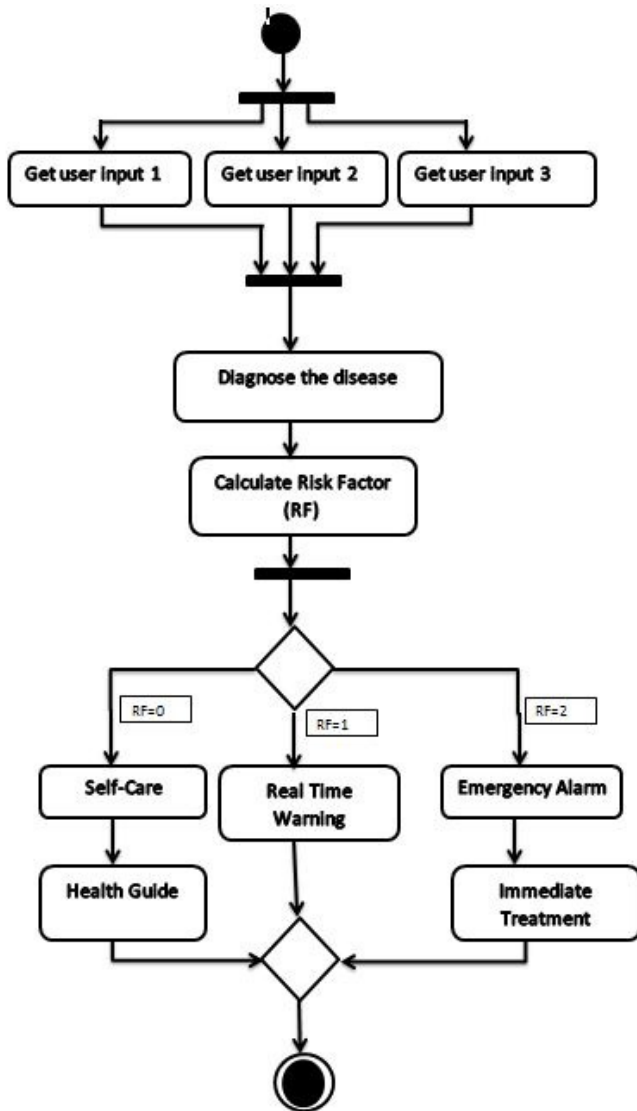 Get user input 1
Get user input 2
Get user input 3
Diagnose the disease
Calculate Risk Factor
(RF)
RF=0
RF=1
RF=2
Self-Care
Real Time
Warning
Emergency Alarm
Health Guide
Immediate
Treatment